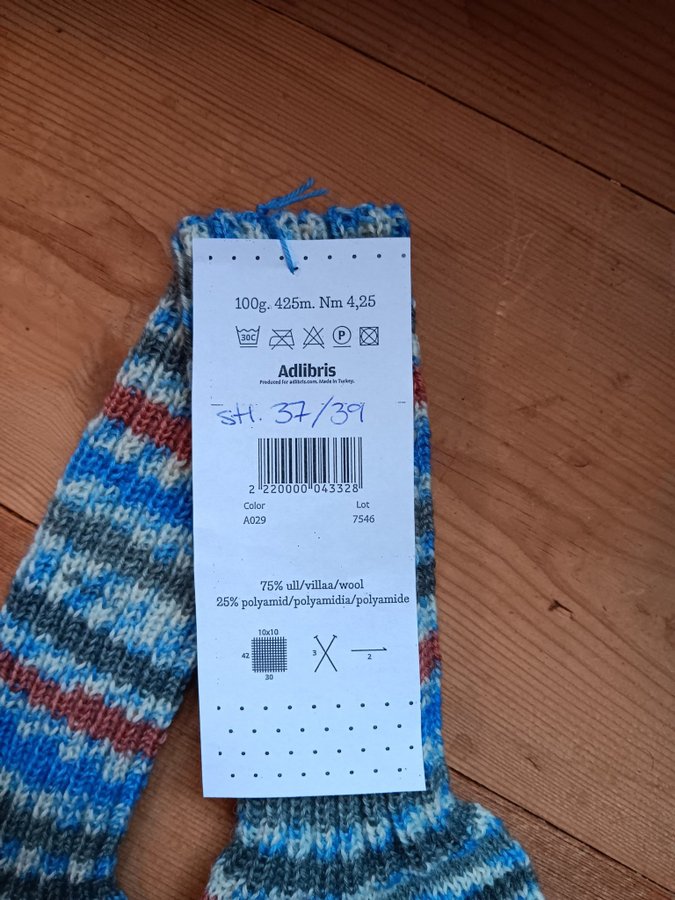 100g. 425m. Nm 4,25
30C P
Adlibris
Produced for adlibris.com. Made in Turkey.
stl. 37/39
2 220000 043328
Color Lot
A029 7546
75% ull/villaa/wool
25% polyamid/polyamidia/polyamide
10x10
42 3 2
30